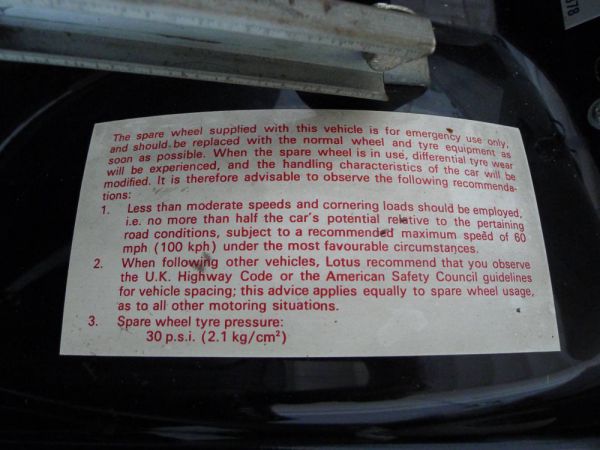 678
The spare wheel supplied with this vehicle is for emergency use only,
and should be replaced with the normal wheel and tyre equipment as
soon as possible. When the spare wheel is in use, differential tyre wear
will be experienced, and the handling characteristics of the car will be
modified. It is therefore advisable to observe the following recommenda-
tions:
1. Less than moderate speeds and cornering loads should be employed,
i.e. no more than half the car's potential relative to the pertaining
road conditions, subject to a recommended maximum speed of 60
mph (100 kph) under the most favourable circumstances.
2. When following other vehicles, Lotus recommend that you observe
the U.K. Highway Code or the American Safety Council guidelines
for vehicle spacing; this advice applies equally to spare wheel usage,
as to all other motoring situations.
3. Spare wheel tyre pressure:
30 p.s.i. (2.1 kg/cm²)